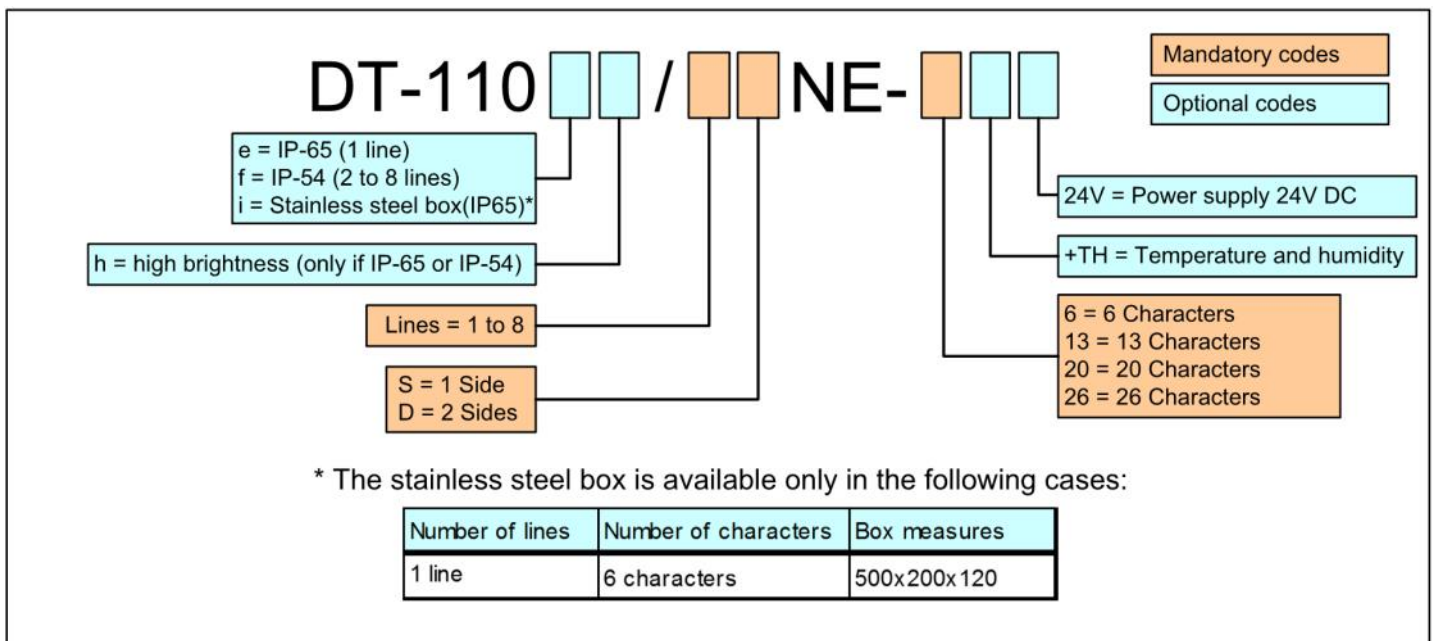 DT-110 / NE-
Mandatory codes
Optional codes
e = IP-65 (1 line)
f = IP-54 (2 to 8 lines)
i = Stainless steel box(IP65)*
24V = Power supply 24V DC
h = high brightness (only if IP-65 or IP-54)
+TH = Temperature and humidity
Lines = 1 to 8
6 = 6 Characters
13 = 13 Characters
20 = 20 Characters
26 = 26 Characters
S = 1 Side
D = 2 Sides
* The stainless steel box is available only in the following cases:
Number of lines Number of characters Box measures
1 line 6 characters 500x200x120